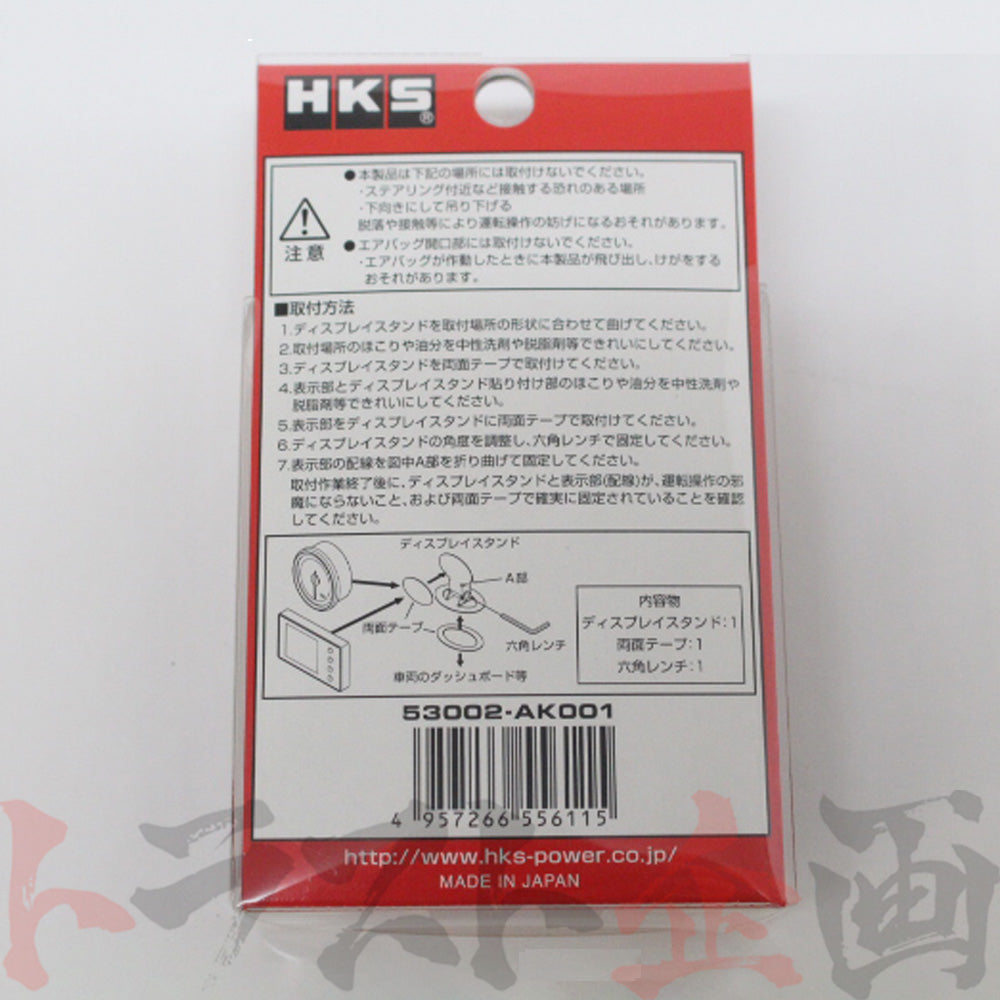 HKS®
●本製品は下記の場所には取付けないでください。
・ステアリング付近など接触する恐れのある場所
・下向きにして吊り下げる
脱落や接触等により運転操作の妨げになるおそれがあります。
●エアバッグ開口部には取付けないでください。
・エアバッグが作動したときに本製品が飛び出し、けがをする
おそれがあります。
注意
■取付方法
1.ディスプレイスタンドを取付場所の形状に合わせて曲げてください。
2.取付場所のほこりや油分を中性洗剤や脱脂剤等できれいにしてください。
3.ディスプレイスタンドを両面テープで取付けてください。
4.表示部とディスプレイスタンド貼り付け部のほこりや油分を中性洗剤や
脱脂剤等できれいにしてください。
5.表示部をディスプレイスタンドに両面テープで取付けてください。
6.ディスプレイスタンドの角度を調整し、六角レンチで固定してください。
7.表示部の配線を図中A部を折り曲げて固定してください。
取付作業終了後に、ディスプレイスタンドと表示部(配線)が、運転操作の邪
魔にならないこと、および両面テープで確実に固定されていることを確認
してください。
ディスプレイスタンド
A部
両面テープ
六角レンチ
車両のダッシュボード等
内容物
ディスプレイスタンド:1
両面テープ:1
六角レンチ:1
53002-AK001
4 957266 556115
http://www.hks-power.co.jp/
MADE IN JAPAN
トラスト企画